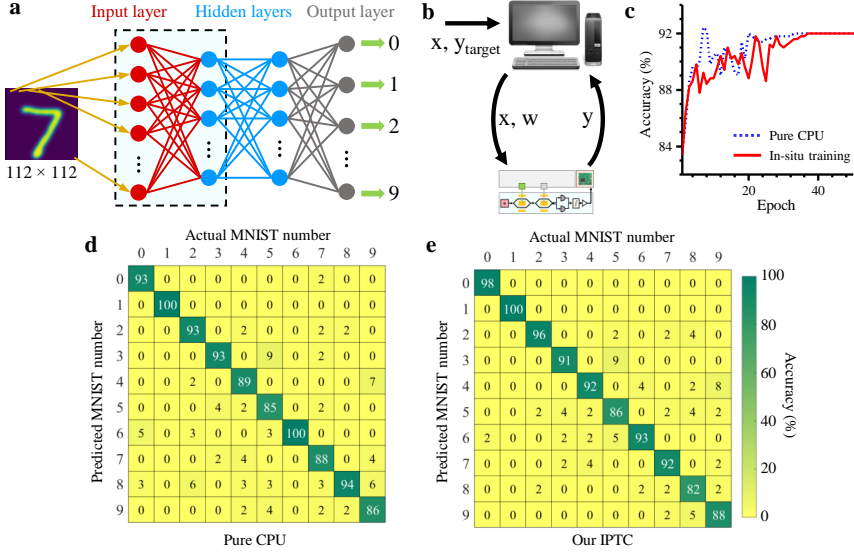 a
Input layer
Hidden layers
Output layer
0
1
2
9
112 × 112
b
x, y_target
x, w
y
c
Accuracy (%)
92
88
84
Pure CPU
In-situ training
20
40
Epoch
d
Actual MNIST number
0 1 2 3 4 5 6 7 8 9
Predicted MNIST number
0 93 0 0 0 0 0 0 2 0 0
1 0 100 0 0 0 0 0 0 0 0
2 0 0 93 0 2 0 0 2 2 0
3 0 0 0 93 0 9 0 2 0 0
4 0 0 2 0 89 0 0 0 0 7
5 0 0 0 4 2 85 0 2 0 0
6 5 0 3 0 0 3 100 0 0 0
7 0 0 0 2 4 0 0 88 0 4
8 3 0 6 0 3 3 0 3 94 6
9 0 0 0 0 2 4 0 2 0 86
Pure CPU
e
Actual MNIST number
0 1 2 3 4 5 6 7 8 9
Predicted MNIST number
0 98 0 0 0 0 0 0 0 0 0
1 0 100 0 0 0 0 0 0 0 0
2 0 0 96 0 0 2 0 2 4 0
3 0 0 0 91 0 9 0 0 0 0
4 0 0 0 0 92 0 4 0 2 8
5 0 0 2 4 2 86 0 2 4 2
6 2 0 0 0 2 5 93 0 0 0
7 0 0 0 2 4 0 0 92 0 2
8 0 0 2 2 0 2 2 2 82 2
9 0 0 0 0 0 0 0 2 5 88
Our IPTC
100
80
60
40
20
0
Accuracy (%)